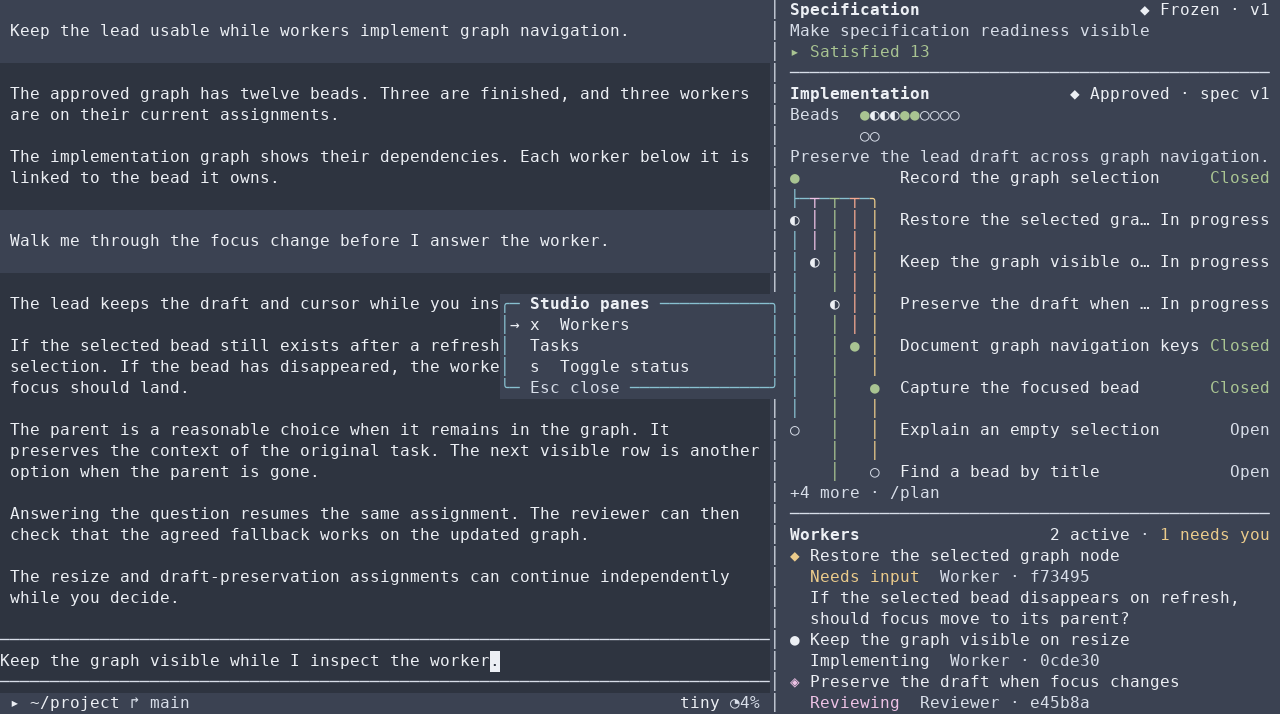 Keep the lead usable while workers implement graph navigation.
The approved graph has twelve beads. Three are finished, and three workers
are on their current assignments.
The implementation graph shows their dependencies. Each worker below it is
linked to the bead it owns.
Walk me through the focus change before I answer the worker.
The lead keeps the draft and cursor while you ins
If the selected bead still exists after a refresh
selection. If the bead has disappeared, the worke
focus should land.
The parent is a reasonable choice when it remains in the graph. It
preserves the context of the original task. The next visible row is another
option when the parent is gone.
Answering the question resumes the same assignment. The reviewer can then
check that the agreed fallback works on the updated graph.
The resize and draft-preservation assignments can continue independently
while you decide.
Studio panes
→ x  Workers
Tasks
s  Toggle status
Esc close
Keep the graph visible while I inspect the worker.
▸ ~/project ↱ main
tiny ◔4%
Specification ◆ Frozen · v1
Make specification readiness visible
▸ Satisfied 13
Implementation ◆ Approved · spec v1
Beads ●◐◐◐●●○○○○
○○
Preserve the lead draft across graph navigation.
● Record the graph selection Closed
◐ Restore the selected gra… In progress
◐ Keep the graph visible o… In progress
◐ Preserve the draft when … In progress
● Document graph navigation keys Closed
● Capture the focused bead Closed
○ Explain an empty selection Open
○ Find a bead by title Open
+4 more · /plan
Workers 2 active · 1 needs you
◆ Restore the selected graph node
Needs input  Worker · f73495
If the selected bead disappears on refresh,
should focus move to its parent?
● Keep the graph visible on resize
Implementing  Worker · 0cde30
◈ Preserve the draft when focus changes
Reviewing  Reviewer · e45b8a